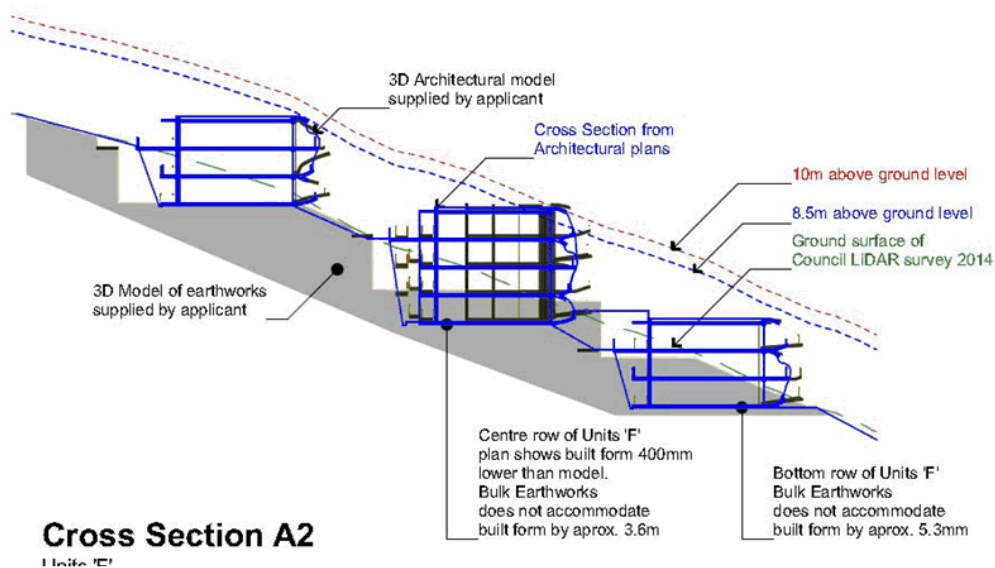 3D Architectural model
supplied by applicant
Cross Section from
Architectural plans
10m above ground level
8.5m above ground level
Ground surface of
Council LiDAR survey 2014
3D Model of earthworks
supplied by applicant
Centre row of Units 'F'
plan shows built form 400mm
lower than model.
Bulk Earthworks
does not accommodate
built form by aprox. 3.6m
Bottom row of Units 'F'
Bulk Earthworks
does not accommodate
built form by aprox. 5.3mm
Cross Section A2
Units 'F'